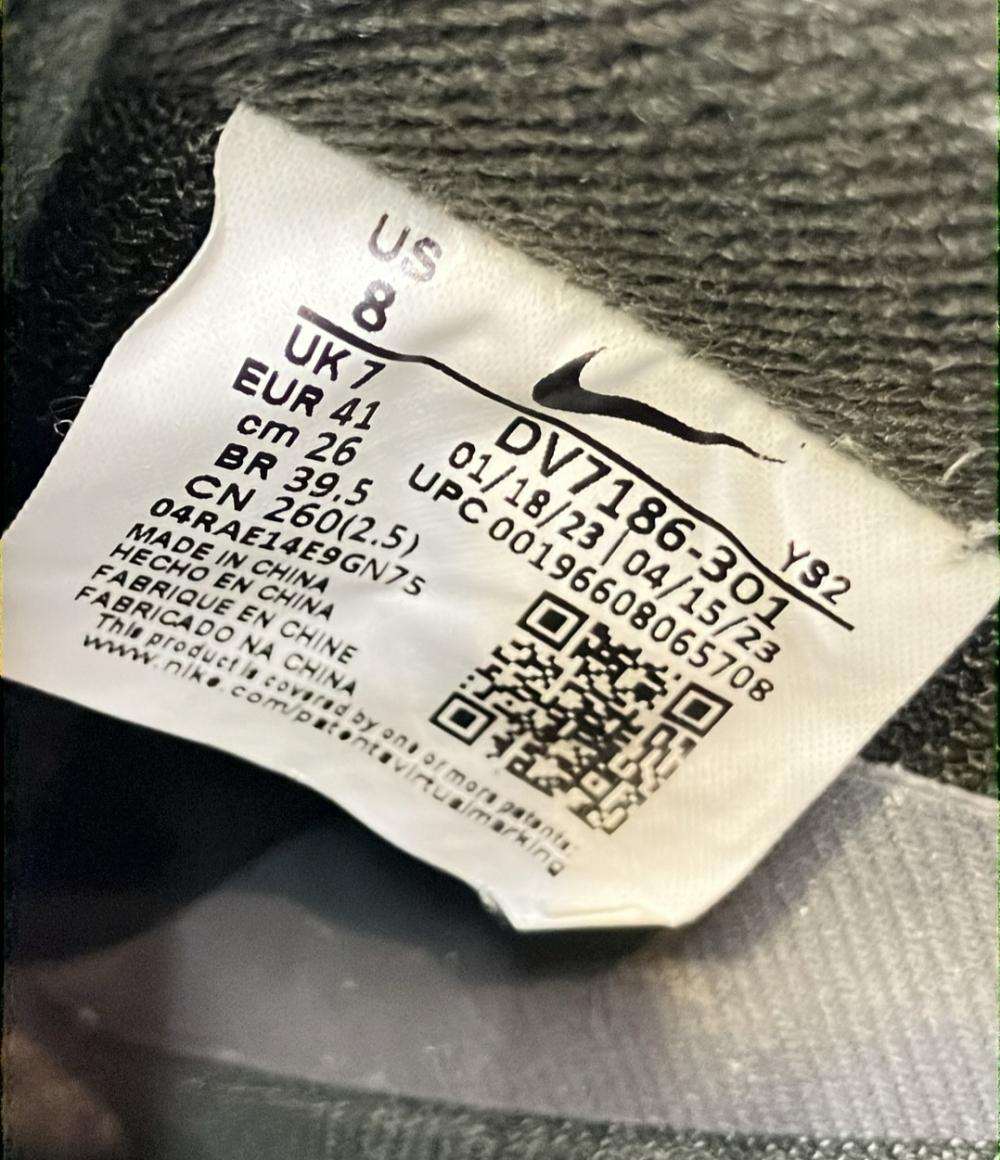 US
8
UK 7
EUR 41
cm 26
BR 39.5
CN 260(2.5)
04RAE14E9GN7S
MADE IN CHINA
HECHO EN CHINA
FABRIQUE EN CHINE
FABRICADO NA CHINA
This product is covered by one or more patents:
www.nike.com/patentsvirtualmarking
YS2
DV7186-301
01/18/23 | 04/15/23
UPC 00196608065708